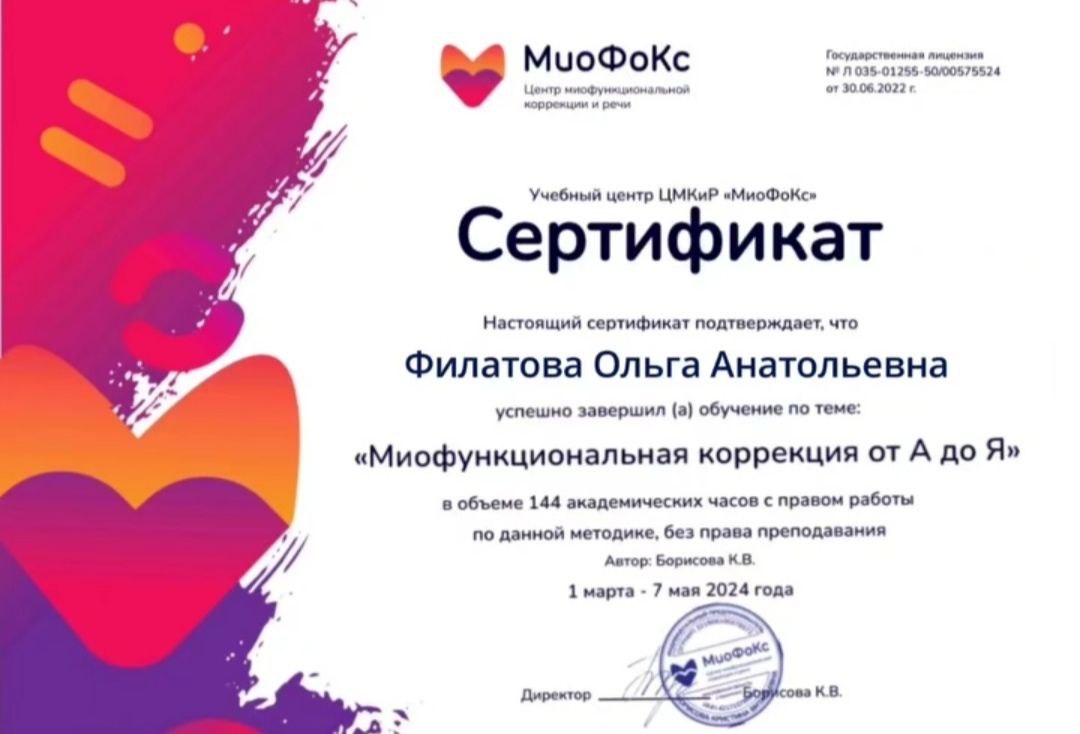 МиоФоКс
Центр миофункциональной
коррекции и речи
Государственная лицензия
№ Л 035-01255-50/00575524
от 30.06.2022 г.
Учебный центр ЦМКиР «МиоФоКс»
Сертификат
Настоящий сертификат подтверждает, что
Филатова Ольга Анатольевна
успешно завершил (а) обучение по теме:
«Миофункциональная коррекция от А до Я»
в объеме 144 академических часов с правом работы
по данной методике, без права преподавания
Автор: Борисова К.В.
1 марта - 7 мая 2024 года
МиоФоКс
Директор Борисова К.В.